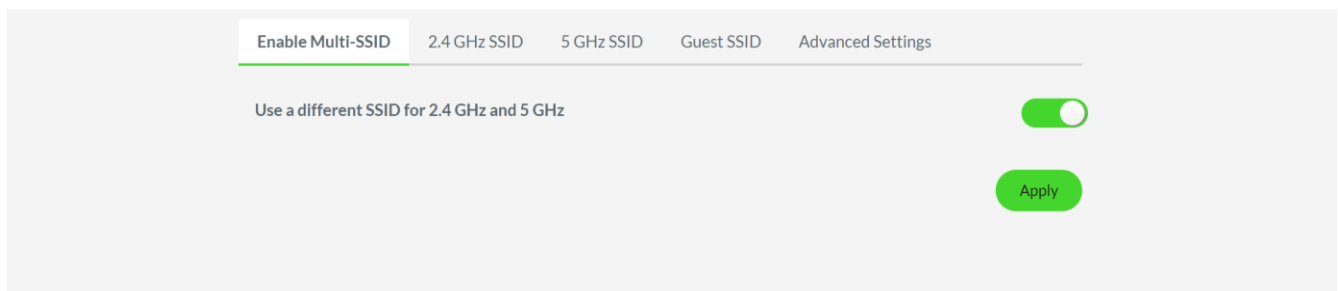 Enable Multi-SSID 2.4 GHz SSID 5 GHz SSID Guest SSID Advanced Settings
Use a different SSID for 2.4 GHz and 5 GHz
Apply